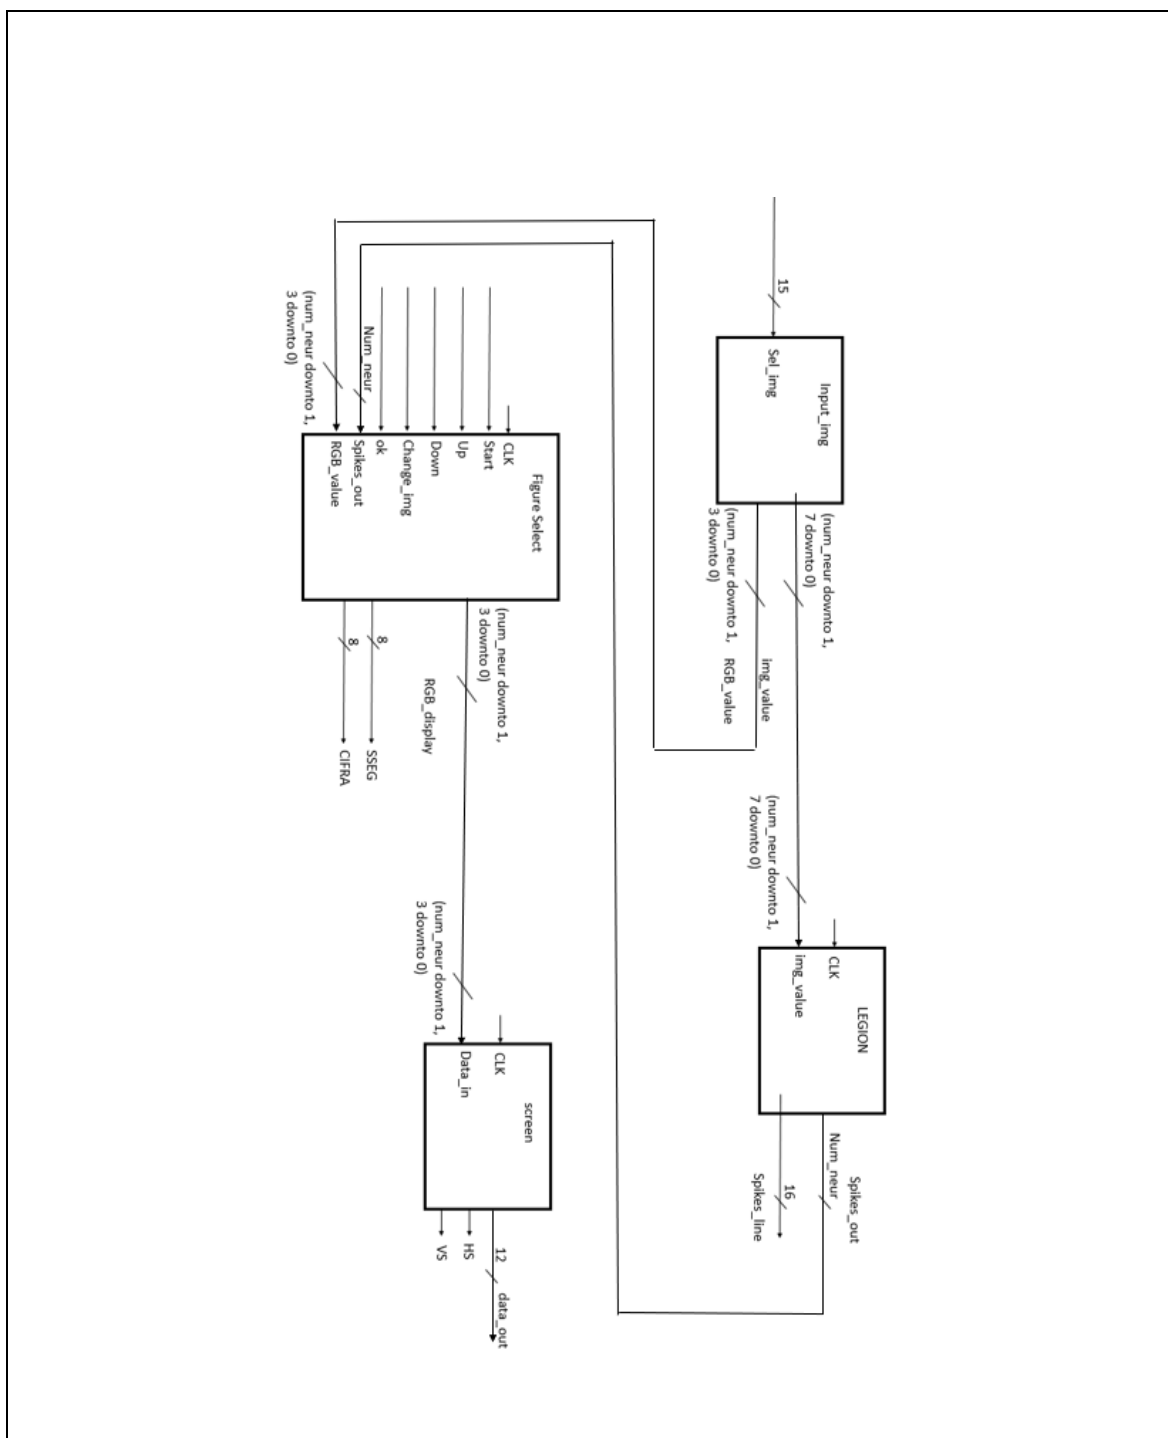 15
Input_img
Sel_img
(num_neur downto 1,
7 downto 0)
img_value
(num_neur downto 1,
3 downto 0)
RGB_value
(num_neur downto 1,
7 downto 0)
LEGION
CLK
img_value
Spikes_out
Num_neur
16
Spikes_line
Figure Select
CLK
Start
Up
Down
Change_img
ok
Num_neur
Spikes_out
RGB_value
(num_neur downto 1,
3 downto 0)
(num_neur downto 1,
3 downto 0)
RGB_display
8
SSEG
8
CIFRA
(num_neur downto 1,
3 downto 0)
screen
CLK
Data_in
12
data_out
HS
VS